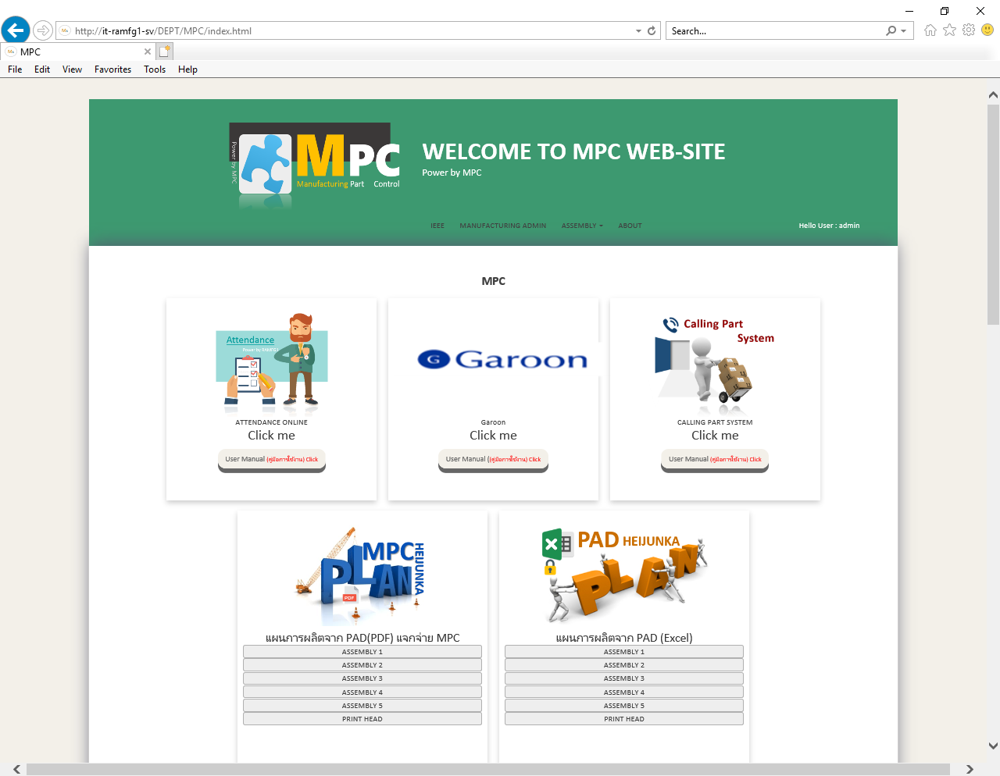 http://it-ramfg1-sv/DEPT/MPC/index.html
Search...
MPC
File Edit View Favorites Tools Help
Power by MPC
MPC
Manufacturing Part Control
WELCOME TO MPC WEB-SITE
Power by MPC
IEEE MANUFACTURING ADMIN ASSEMBLY ABOUT
Hello User : admin
MPC
Attendance
Power by RAMFG1
ATTENDANCE ONLINE
Click me
User Manual (คู่มือการใช้งาน) Click
G Garoon
Garoon
Click me
User Manual ((คู่มือการใช้งาน) Click
Calling Part
System
CALLING PART SYSTEM
Click me
User Manual (คู่มือการใช้งาน) Click
MPC
HEIJUNKA
PLAN
PDF
แผนการผลิตจาก PAD(PDF) แจกจ่าย MPC
ASSEMBLY 1
ASSEMBLY 2
ASSEMBLY 3
ASSEMBLY 4
ASSEMBLY 5
PRINT HEAD
X
PAD HEIJUNKA
PLAN
แผนการผลิตจาก PAD (Excel)
ASSEMBLY 1
ASSEMBLY 2
ASSEMBLY 3
ASSEMBLY 4
ASSEMBLY 5
PRINT HEAD